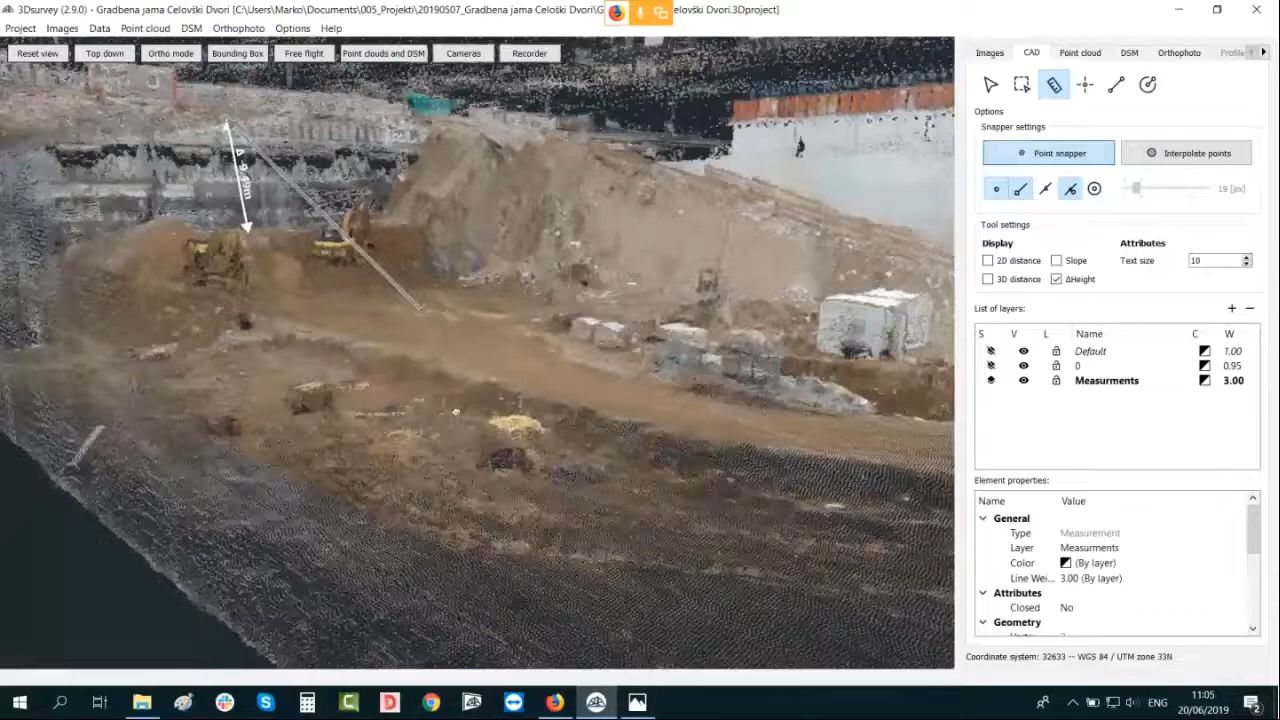 3Dsurvey (2.9.0) - Gradbena jama Celovški Dvori [C:\Users\Marko\Documents\005_Projekti\20190507_Gradbena jama Celoški Dvori\G
elovški Dvori.3Dproject]
Project Images Data Point cloud DSM Orthophoto Options Help
Reset view Top down Ortho mode Bounding Box Free flight Point clouds and DSM Cameras Recorder
Images CAD Point cloud DSM Orthophoto Profile
Options
Snapper settings
Point snapper Interpolate points
19 [px]
Tool settings
Display Attributes
2D distance Slope Text size 10
3D distance ΔHeight
List of layers: + −
S V L Name C W
Default 1.00
0 0.95
Measurments 3.00
Element properties:
Name Value
General
Type Measurement
Layer Measurments
Color (By layer)
Line Wei... 3.00 (By layer)
Attributes
Closed No
Geometry
Coordinate system: 32633 -- WGS 84 / UTM zone 33N
ENG
11:05
20/06/2019
2